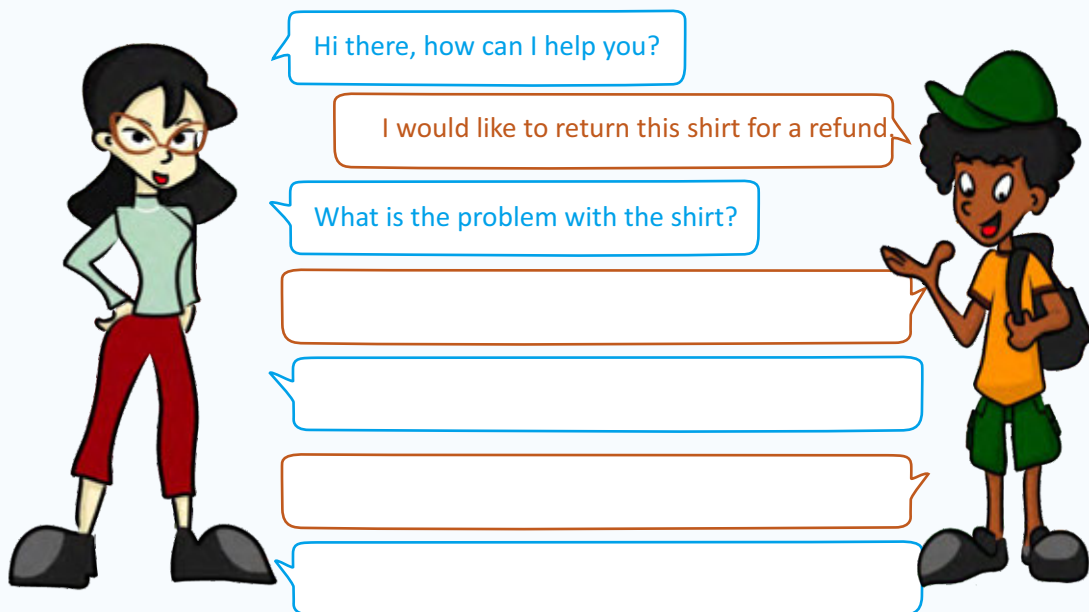 Hi there, how can I help you?
I would like to return this shirt for a refund.
What is the problem with the shirt?